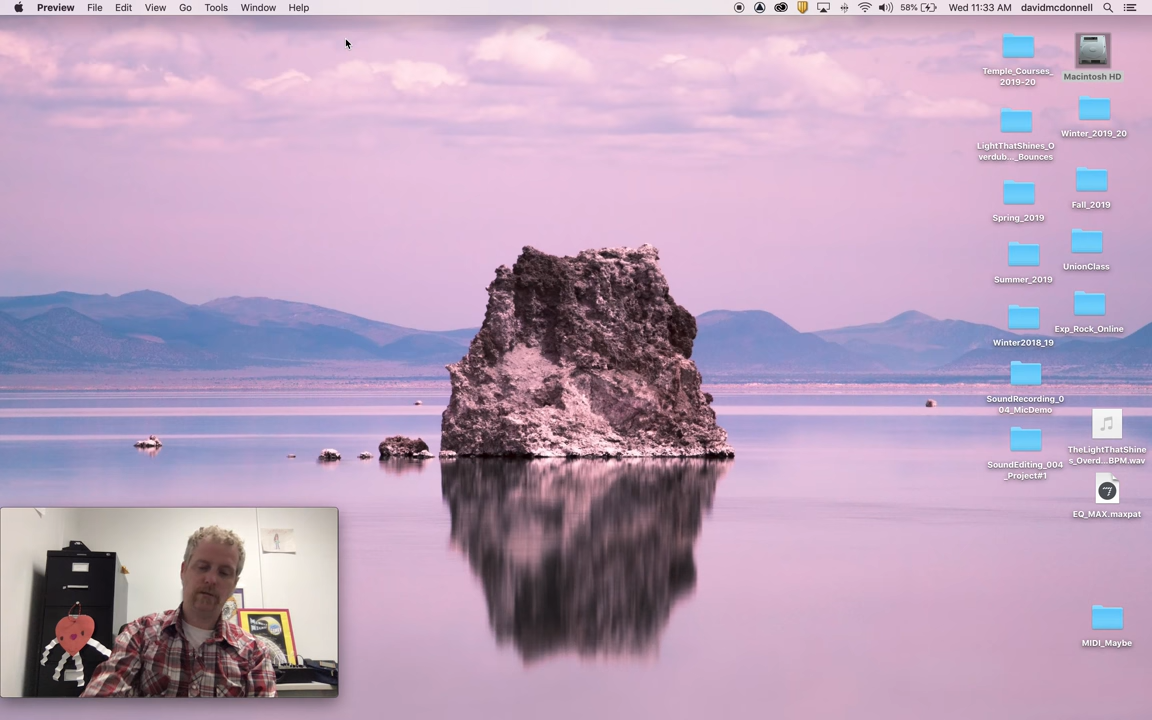 Preview File Edit View Go Tools Window Help 58% Wed 11:33 AM davidmcdonnell
Temple_Courses_
2019-20
Macintosh HD
LightThatShines_O
verdub..._Bounces
Winter_2019_20
Spring_2019
Fall_2019
Summer_2019
UnionClass
Winter2018_19
Exp_Rock_Online
SoundRecording_0
04_MicDemo
TheLightThatShine
s_Overd...BPM.wav
SoundEditing_004
_Project#1
EQ_MAX.maxpat
MIDI_Maybe